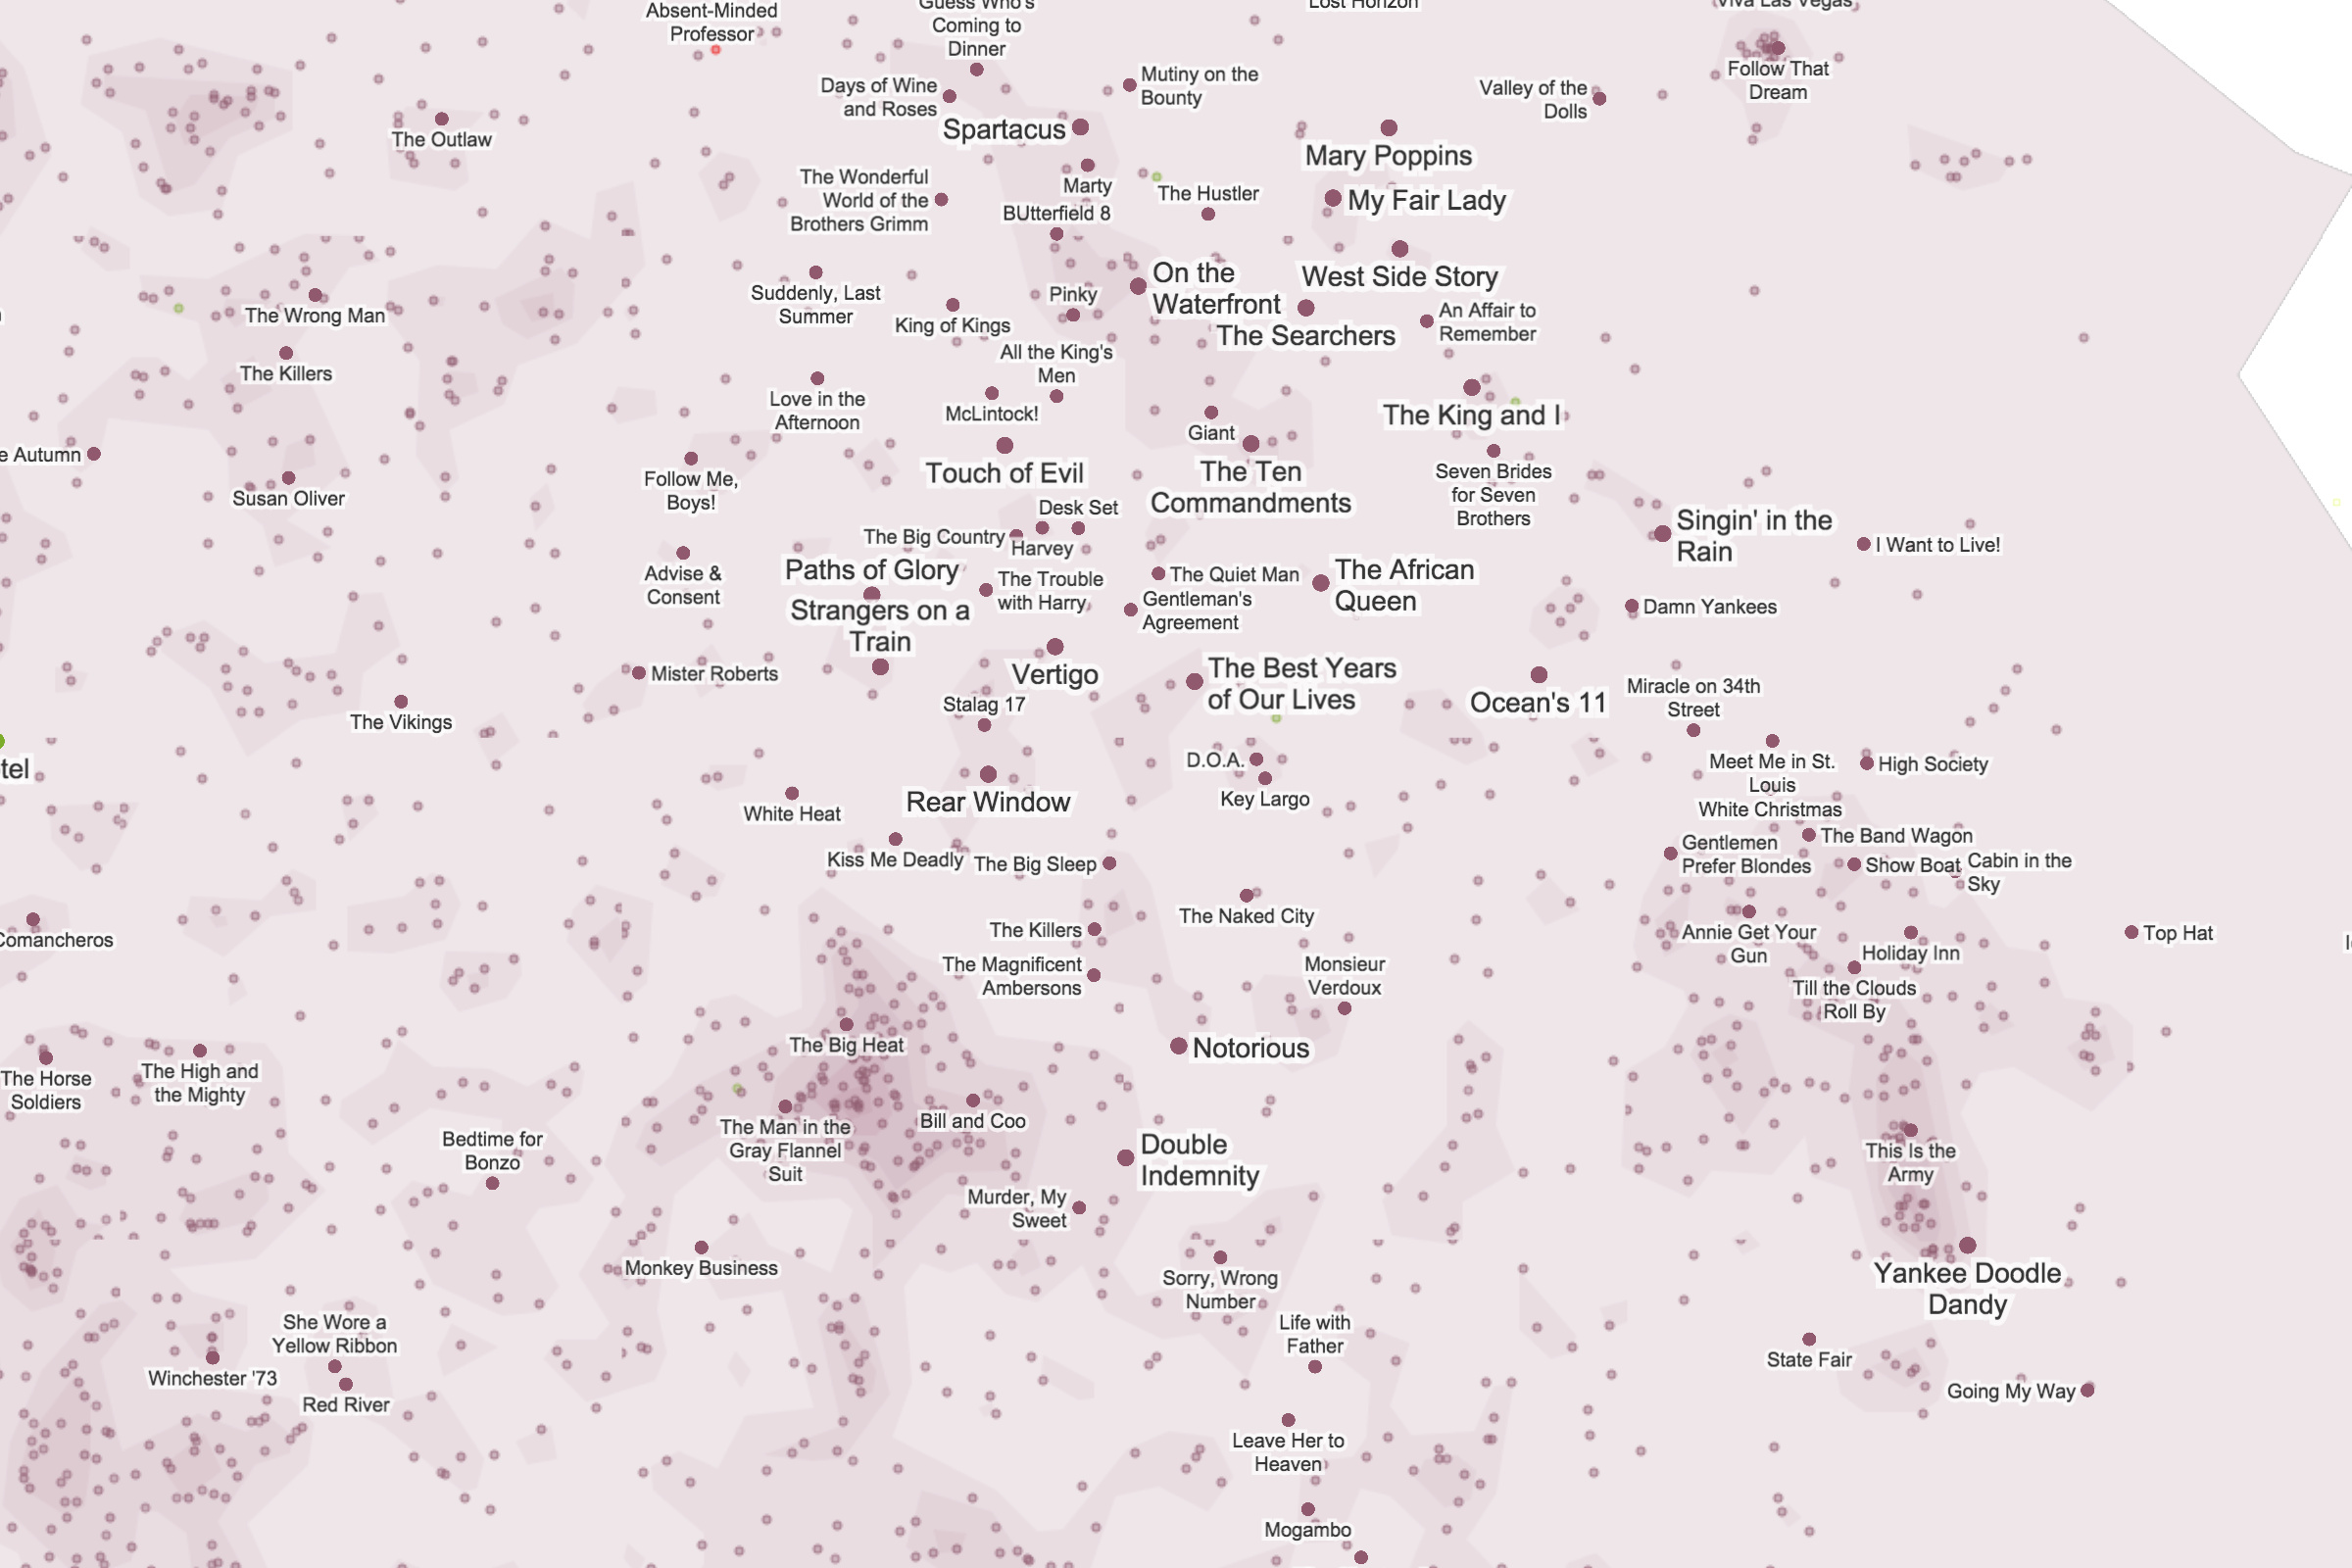 Absent-Minded
Professor
Guess Who's
Coming to
Dinner
Lost Horizon
Viva Las Vegas
Follow That
Dream
Days of Wine
and Roses
Mutiny on the
Bounty
Valley of the
Dolls
The Outlaw
Spartacus
Mary Poppins
The Wonderful
World of the
Brothers Grimm
Marty
The Hustler
My Fair Lady
BUtterfield 8
West Side Story
On the
Waterfront
Suddenly, Last
Summer
Pinky
The Wrong Man
King of Kings
The Searchers
An Affair to
Remember
The Killers
All the King's
Men
Love in the
Afternoon
McLintock!
Giant
The King and I
e Autumn
Touch of Evil
The Ten
Commandments
Follow Me,
Boys!
Susan Oliver
Seven Brides
for Seven
Brothers
Desk Set
The Big Country
Harvey
Singin' in the
Rain
I Want to Live!
Advise &
Consent
Paths of Glory
The Trouble
with Harry
The Quiet Man
The African
Queen
Gentleman's
Agreement
Damn Yankees
Strangers on a
Train
Mister Roberts
Vertigo
The Best Years
of Our Lives
Ocean's 11
Miracle on 34th
Street
Stalag 17
The Vikings
tel
D.O.A.
Meet Me in St.
Louis
High Society
Rear Window
Key Largo
White Heat
White Christmas
Kiss Me Deadly
The Big Sleep
Gentlemen
Prefer Blondes
The Band Wagon
Show Boat
Cabin in the
Sky
The Naked City
Comancheros
The Killers
Annie Get Your
Gun
Holiday Inn
Top Hat
The Magnificent
Ambersons
Monsieur
Verdoux
Till the Clouds
Roll By
The Big Heat
Notorious
The Horse
Soldiers
The High and
the Mighty
Bill and Coo
The Man in the
Gray Flannel
Suit
Bedtime for
Bonzo
Double
Indemnity
This Is the
Army
Murder, My
Sweet
Monkey Business
Sorry, Wrong
Number
Yankee Doodle
Dandy
She Wore a
Yellow Ribbon
Life with
Father
State Fair
Winchester '73
Red River
Going My Way
Leave Her to
Heaven
Mogambo